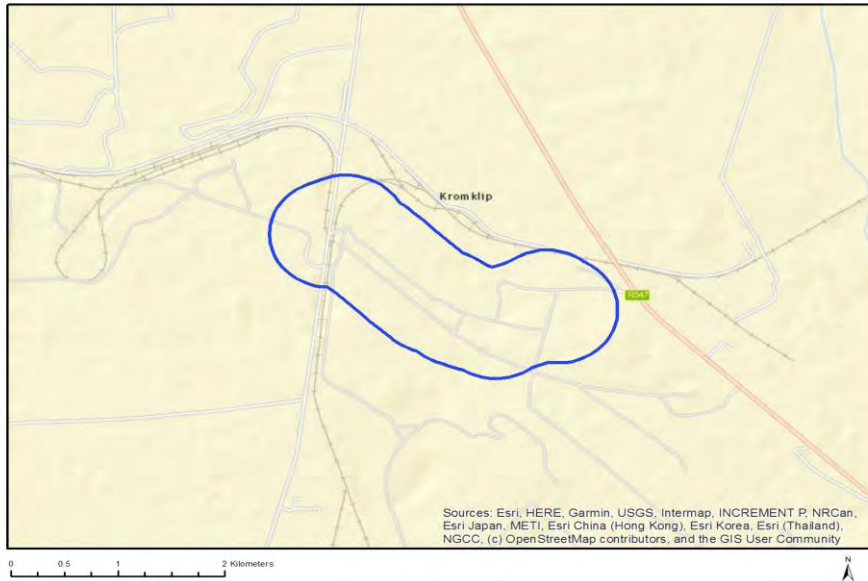 Kromklip
R547
Sources: Esri, HERE, Garmin, USGS, Intermap, INCREMENT P, NRCan,
Esri Japan, METI, Esri China (Hong Kong), Esri Korea, Esri (Thailand),
NGCC, (c) OpenStreetMap contributors, and the GIS User Community
0 0.5 1 2 Kilometers
N